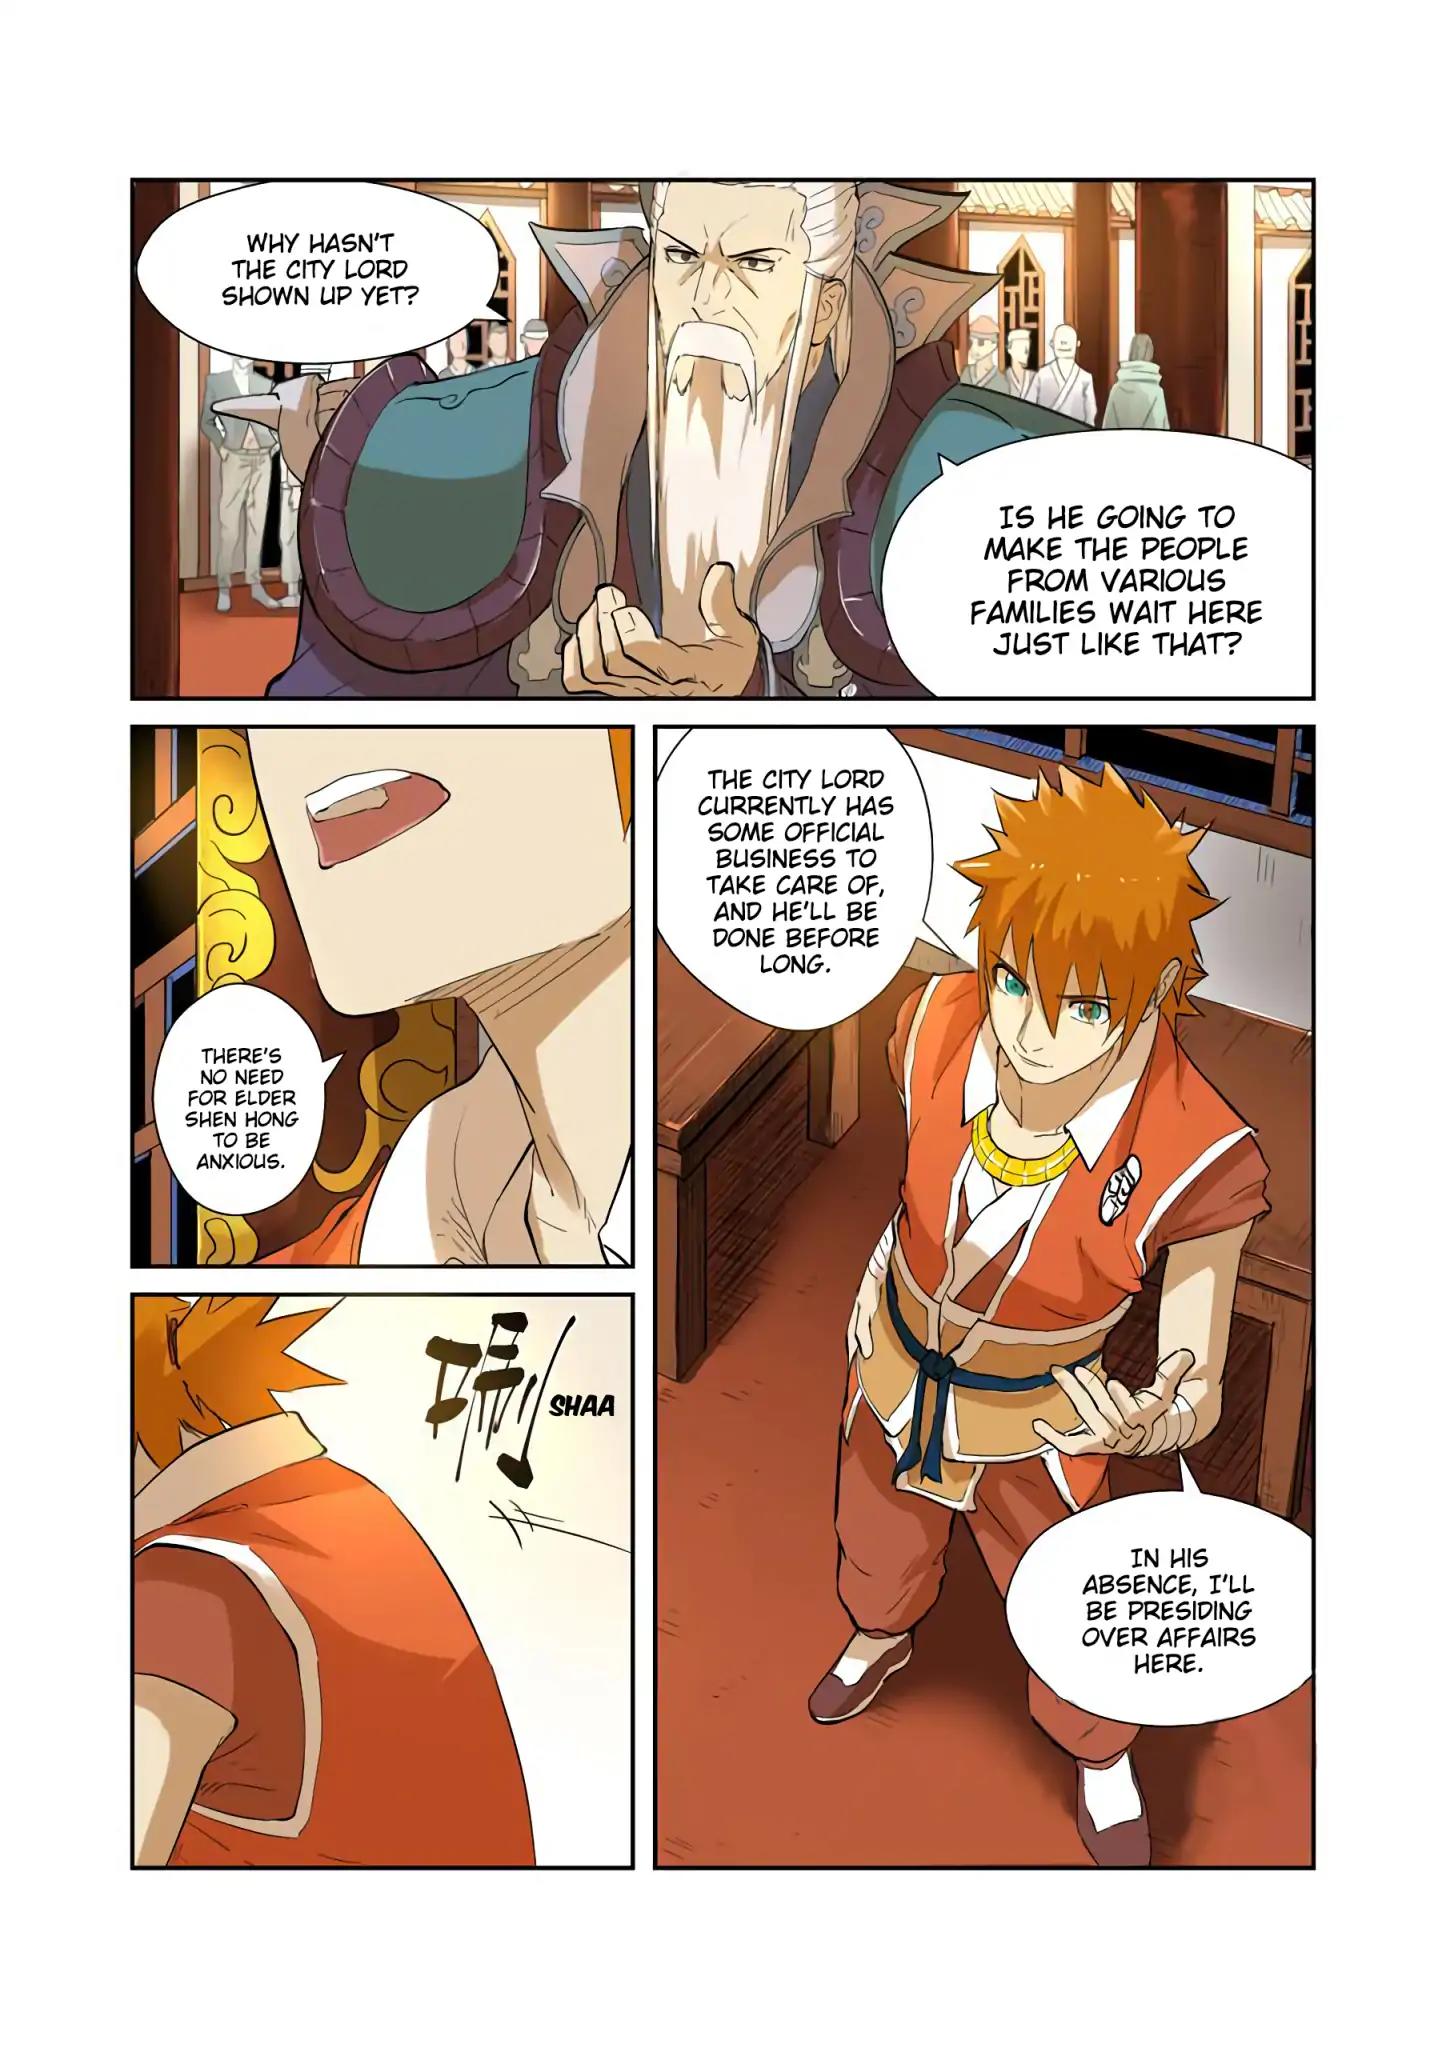 WHY HASN'T
THE CITY LORD
SHOWN UP YET?
IS HE GOING TO
MAKE THE PEOPLE
FROM VARIOUS
FAMILIES WAIT HERE
JUST LIKE THAT?
THERE'S
NO NEED
FOR ELDER
SHEN HONG
TO BE
ANXIOUS.
THE CITY LORD
CURRENTLY HAS
SOME OFFICIAL
BUSINESS TO
TAKE CARE OF,
AND HE'LL BE
DONE BEFORE
LONG.
SHAA
IN HIS
ABSENCE, I'LL
BE PRESIDING
OVER AFFAIRS
HERE.